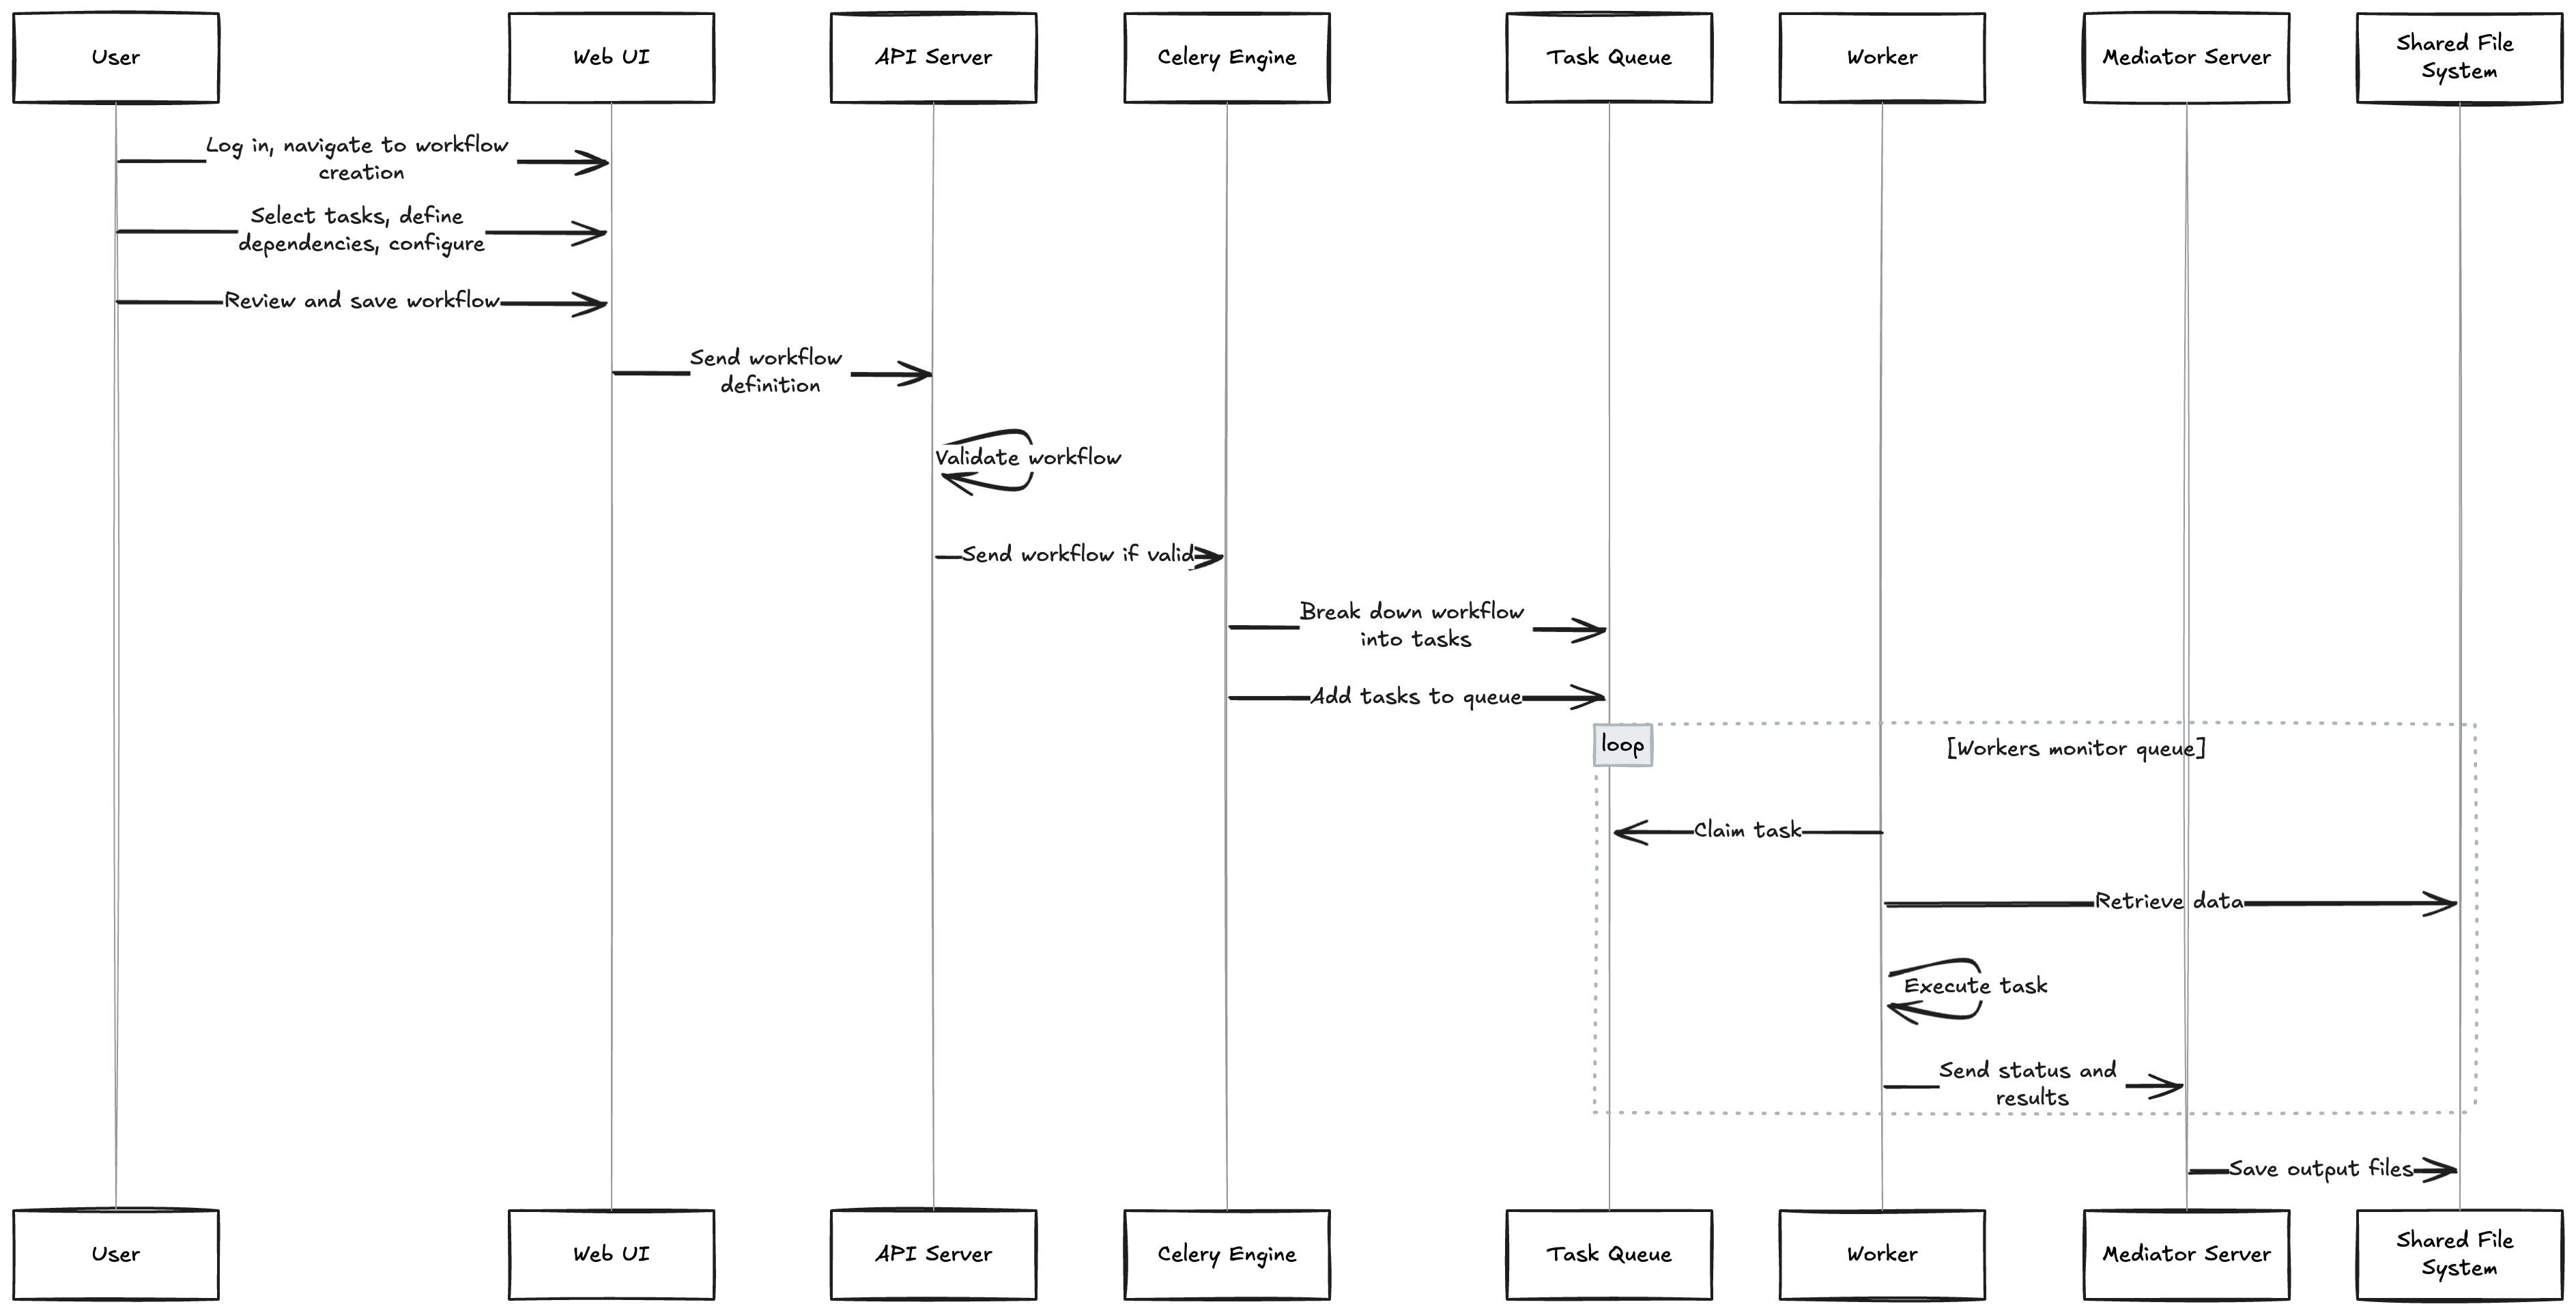 User
Web UI
API Server
Celery Engine
Task Queue
Worker
Mediator Server
Shared File
System
Log in, navigate to workflow
creation
Select tasks, define
dependencies, configure
Review and save workflow
Send workflow
definition
Validate workflow
Send workflow if valid
Break down workflow
into tasks
Add tasks to queue
loop
[Workers monitor queue]
Claim task
Retrieve data
Execute task
Send status and
results
Save output files
User
Web UI
API Server
Celery Engine
Task Queue
Worker
Mediator Server
Shared File
System